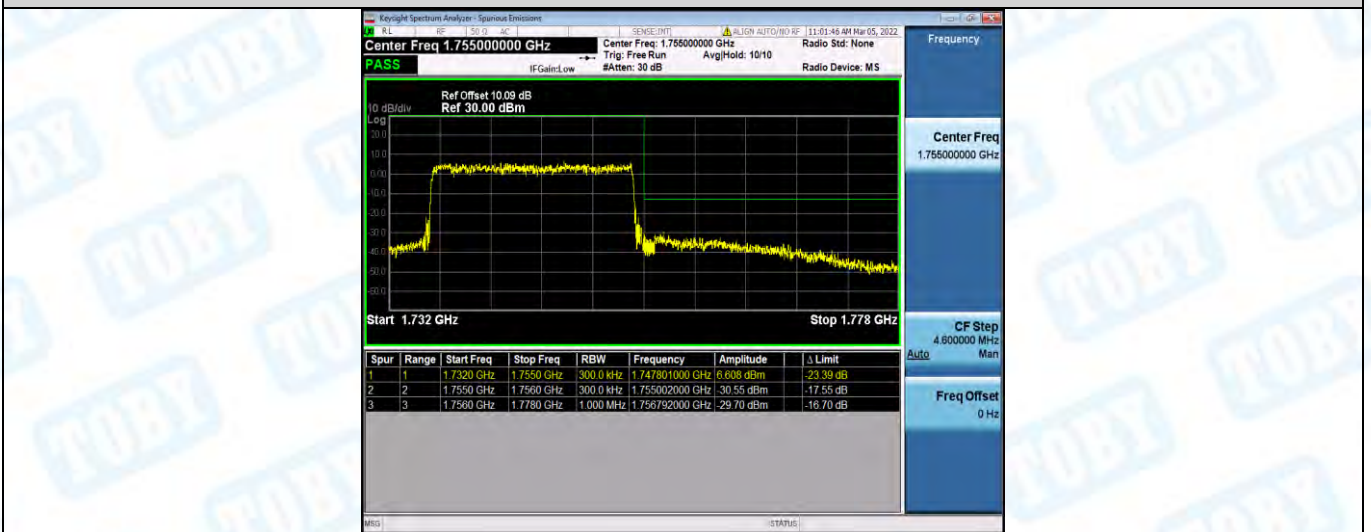 Keysight Spectrum Analyzer - Spurious Emissions
RL RF 50 Ω AC SENSE:INT ALIGN AUTO/NO RF 11:01:46 AM Mar 05, 2022
Center Freq 1.755000000 GHz
Center Freq: 1.755000000 GHz
Radio Std: None
Trig: Free Run Avg|Hold: 10/10
PASS
IFGain:Low
#Atten: 30 dB
Radio Device: MS
Ref Offset 10.09 dB
10 dB/div Ref 30.00 dBm
Log
20.0
10.0
0.00
-10.0
-20.0
-30.0
-40.0
-50.0
-60.0
Start 1.732 GHz Stop 1.778 GHz
Spur Range Start Freq Stop Freq RBW Frequency Amplitude Δ Limit
1 1 1.7320 GHz 1.7550 GHz 300.0 kHz 1.747801000 GHz 6.608 dBm -23.39 dB
2 2 1.7550 GHz 1.7560 GHz 300.0 kHz 1.755002000 GHz -30.55 dBm -17.55 dB
3 3 1.7560 GHz 1.7780 GHz 1.000 MHz 1.756792000 GHz -29.70 dBm -16.70 dB
MSG STATUS
Frequency
Center Freq
1.755000000 GHz
CF Step
4.600000 MHz
Auto Man
Freq Offset
0 Hz
TOBY
TOBY
TOBY
TOBY
TOBY
TOBY
TOBY
TOBY